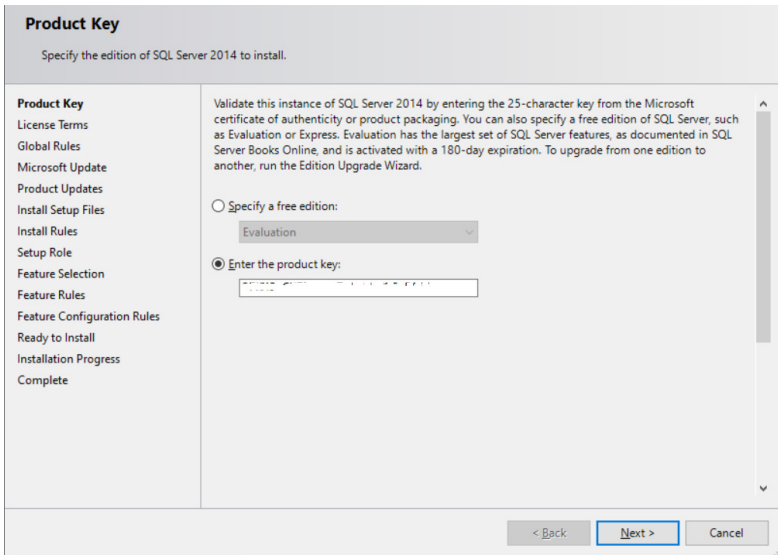 Product Key
Specify the edition of SQL Server 2014 to install.
Product Key
License Terms
Global Rules
Microsoft Update
Product Updates
Install Setup Files
Install Rules
Setup Role
Feature Selection
Feature Rules
Feature Configuration Rules
Ready to Install
Installation Progress
Complete
Validate this instance of SQL Server 2014 by entering the 25-character key from the Microsoft
certificate of authenticity or product packaging. You can also specify a free edition of SQL Server, such
as Evaluation or Express. Evaluation has the largest set of SQL Server features, as documented in SQL
Server Books Online, and is activated with a 180-day expiration. To upgrade from one edition to
another, run the Edition Upgrade Wizard.
Specify a free edition:
Evaluation
Enter the product key:
< Back
Next >
Cancel